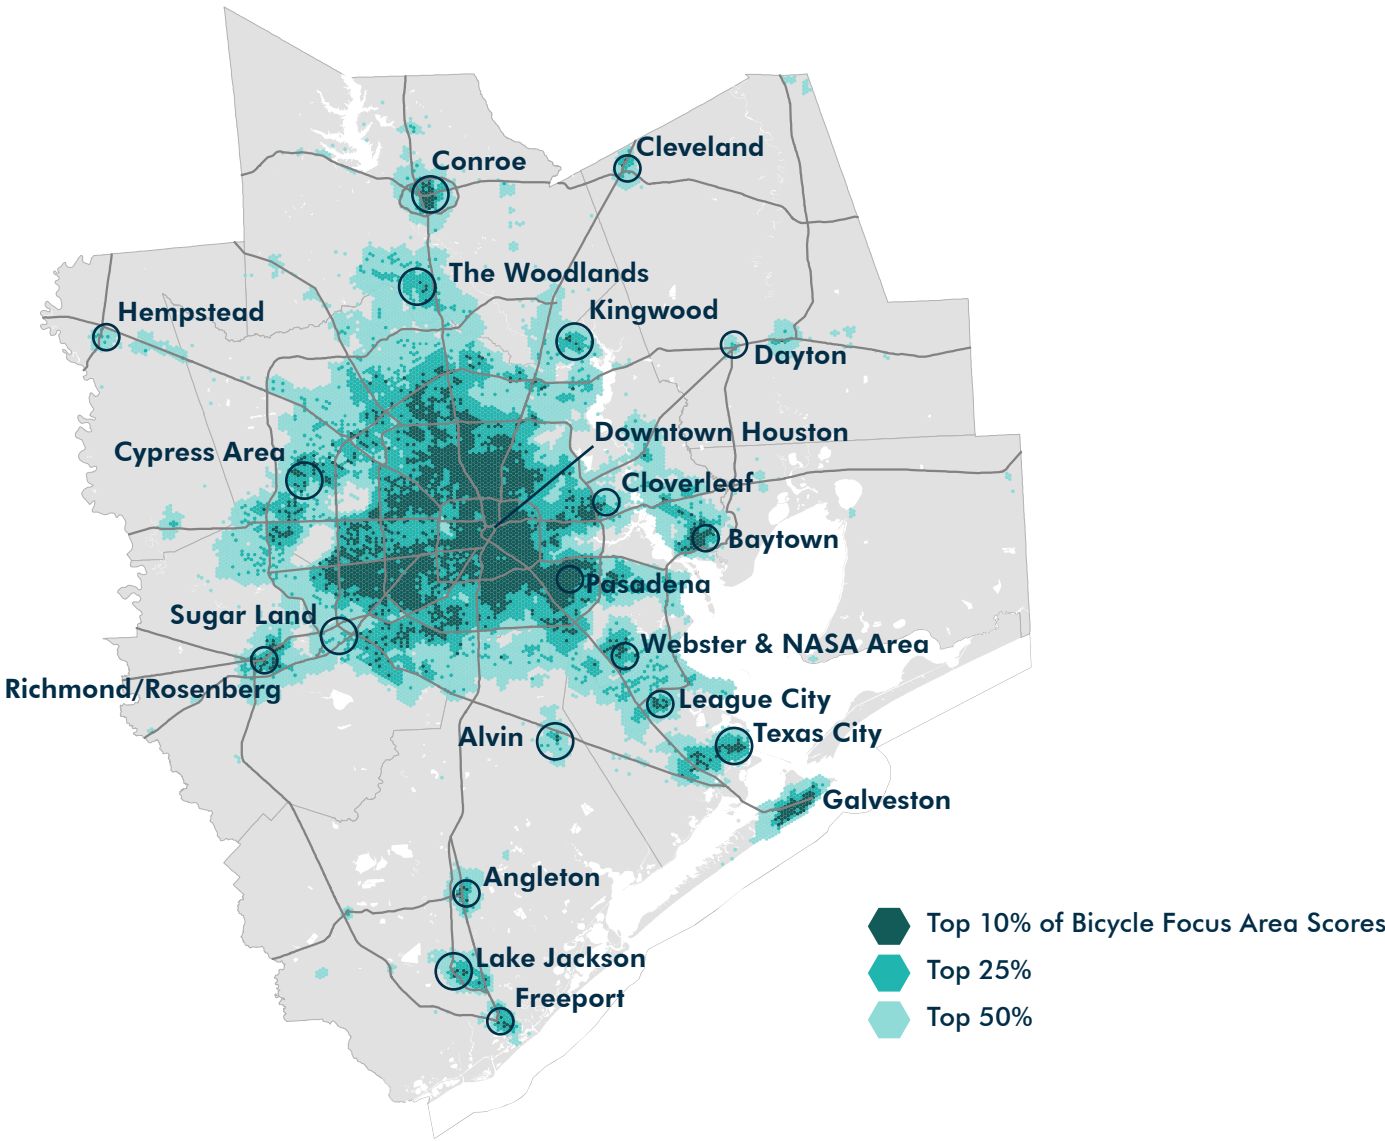 Cleveland
Conroe
The Woodlands
Hempstead
Kingwood
Dayton
Downtown Houston
Cypress Area
Cloverleaf
Baytown
Pasadena
Sugar Land
Webster & NASA Area
Richmond/Rosenberg
League City
Texas City
Alvin
Galveston
Angleton
Top 10% of Bicycle Focus Area Scores
Lake Jackson
Top 25%
Freeport
Top 50%